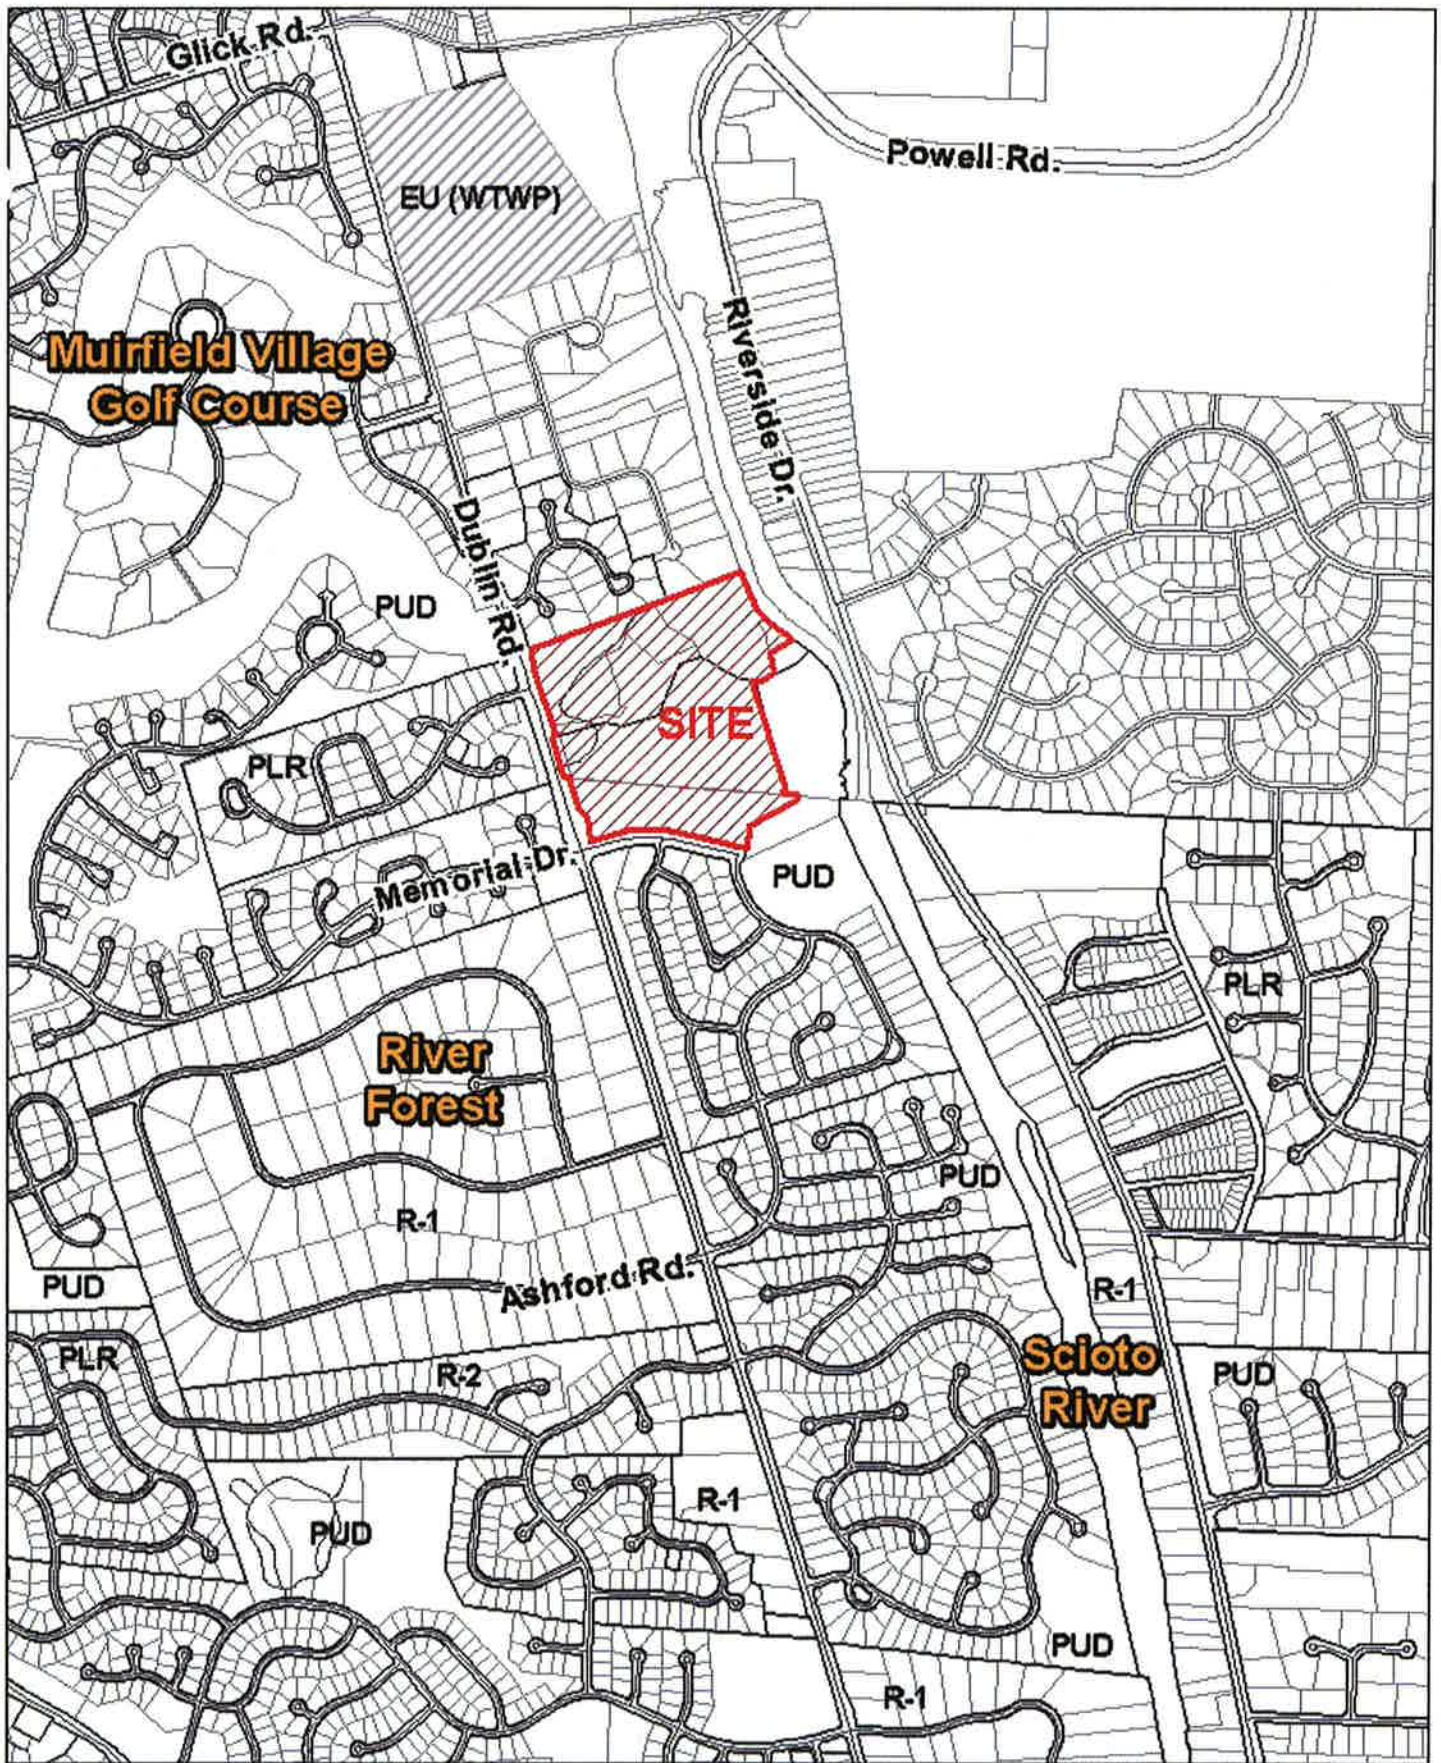 Glick Rd.
Powell Rd.
EU (WTWP)
Riverside Dr.
Muirfield Village
Golf Course
Dublin Rd.
PUD
SITE
PLR
Memorial Dr.
PUD
PLR
River
Forest
PUD
R-1
Ashford Rd.
PUD
R-1
PLR
R-2
Scioto
River
PUD
R-1
PUD
PUD
R-1